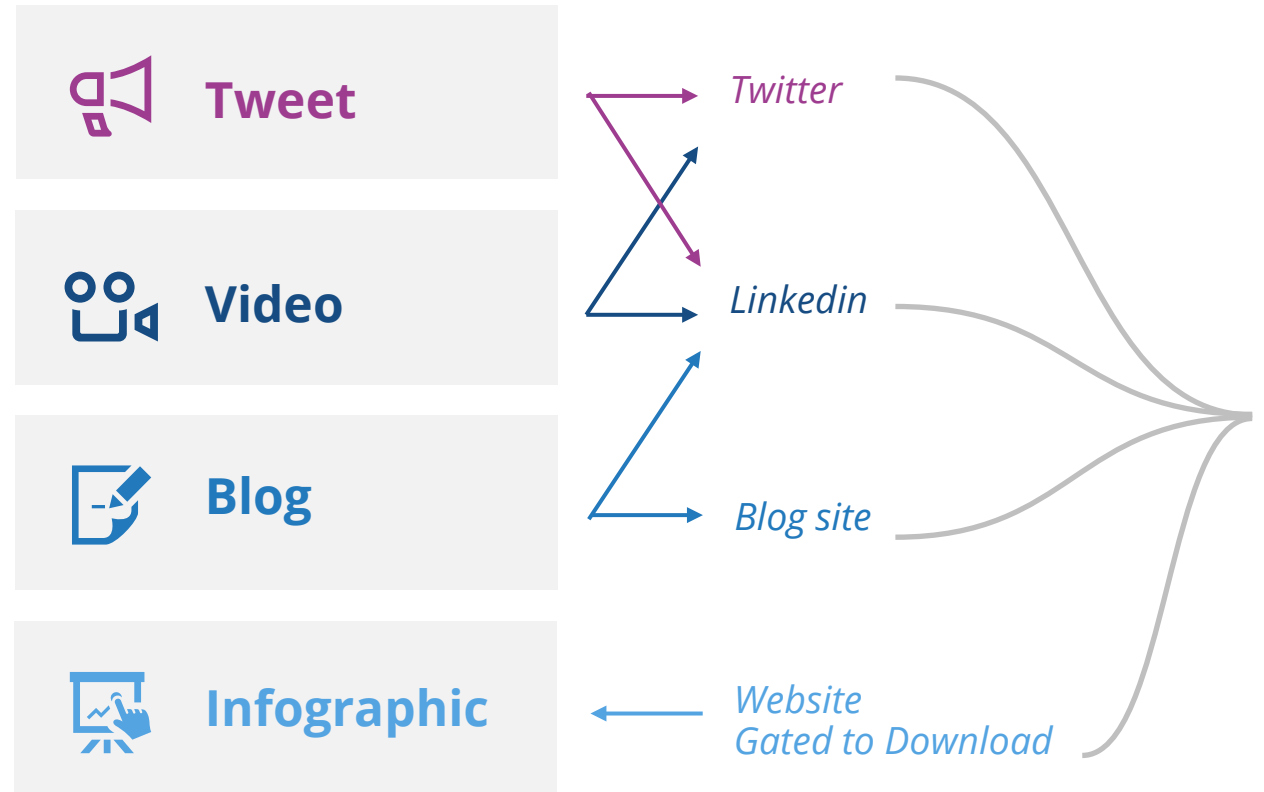 Tweet
Twitter
Video
Linkedin
Blog
Blog site
Infographic
Website
Gated to Download